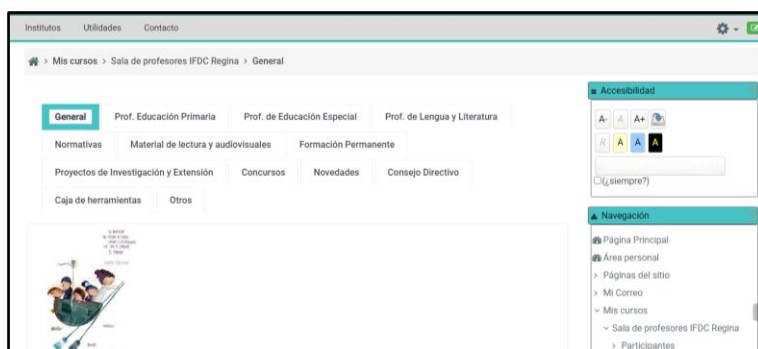 Institutos Utilidades Contacto
> Mis cursos > Sala de profesores IFDC Regina > General
General Prof. Educación Primaria Prof. de Educación Especial Prof. de Lengua y Literatura
Normativas Material de lectura y audiovisuales Formación Permanente
Proyectos de Investigación y Extensión Concursos Novedades Consejo Directivo
Caja de herramientas Otros
Accesibilidad
A- A A+
R A A A
(¿siempre?)
Navegación
Página Principal
Área personal
> Páginas del sitio
> Mi Correo
Mis cursos
Sala de profesores IFDC Regina
> Participantes